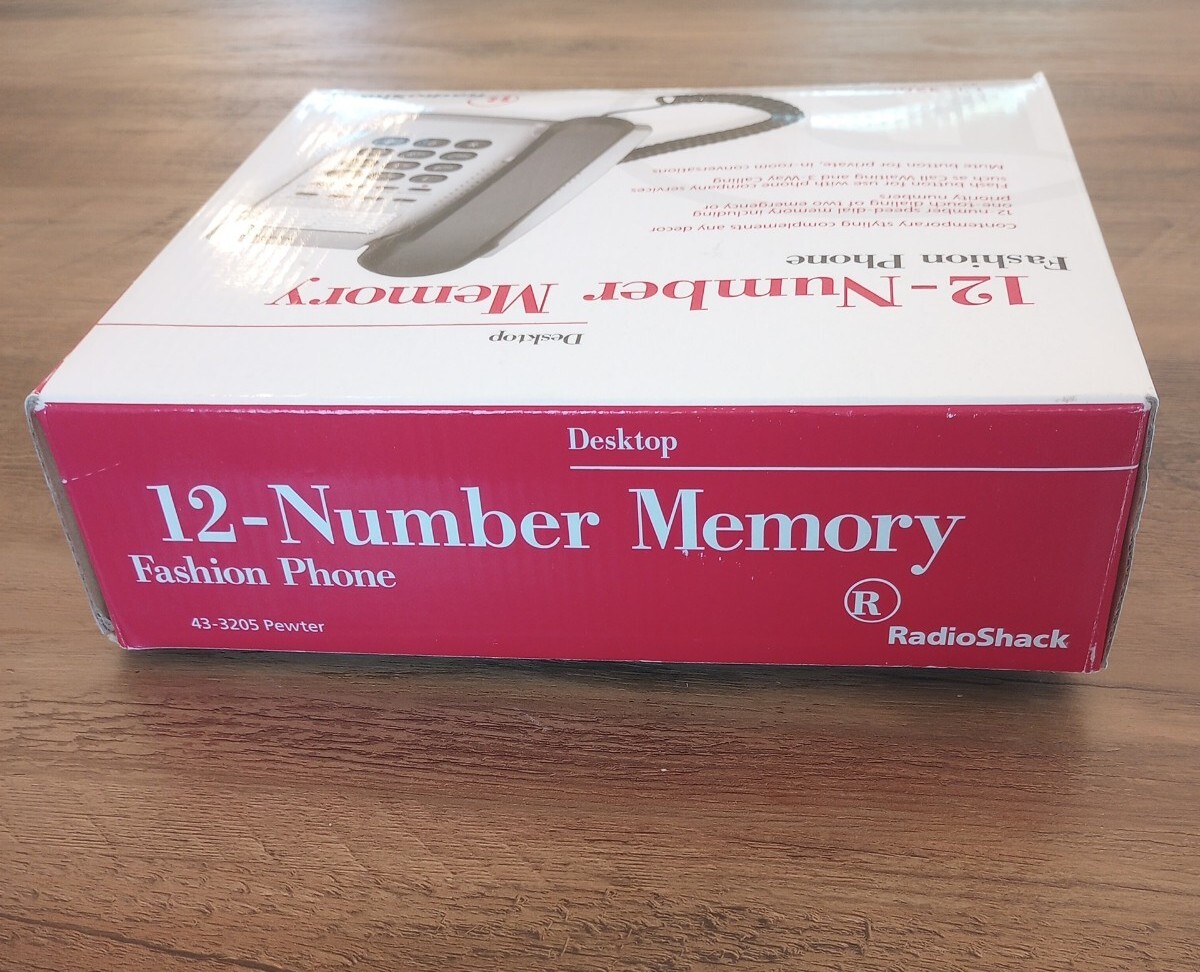 RadioShack
Mute button for private, in-room conversations
such as Call Waiting and 3-Way Calling
Flash button for use with phone company services
priority numbers
one-touch dialing of two emergency or
12-number speed-dial memory including
Contemporary styling complements any decor
Fashion Phone
12-Number Memory
Desktop
Desktop
12-Number Memory
Fashion Phone
43-3205 Pewter
R
RadioShack